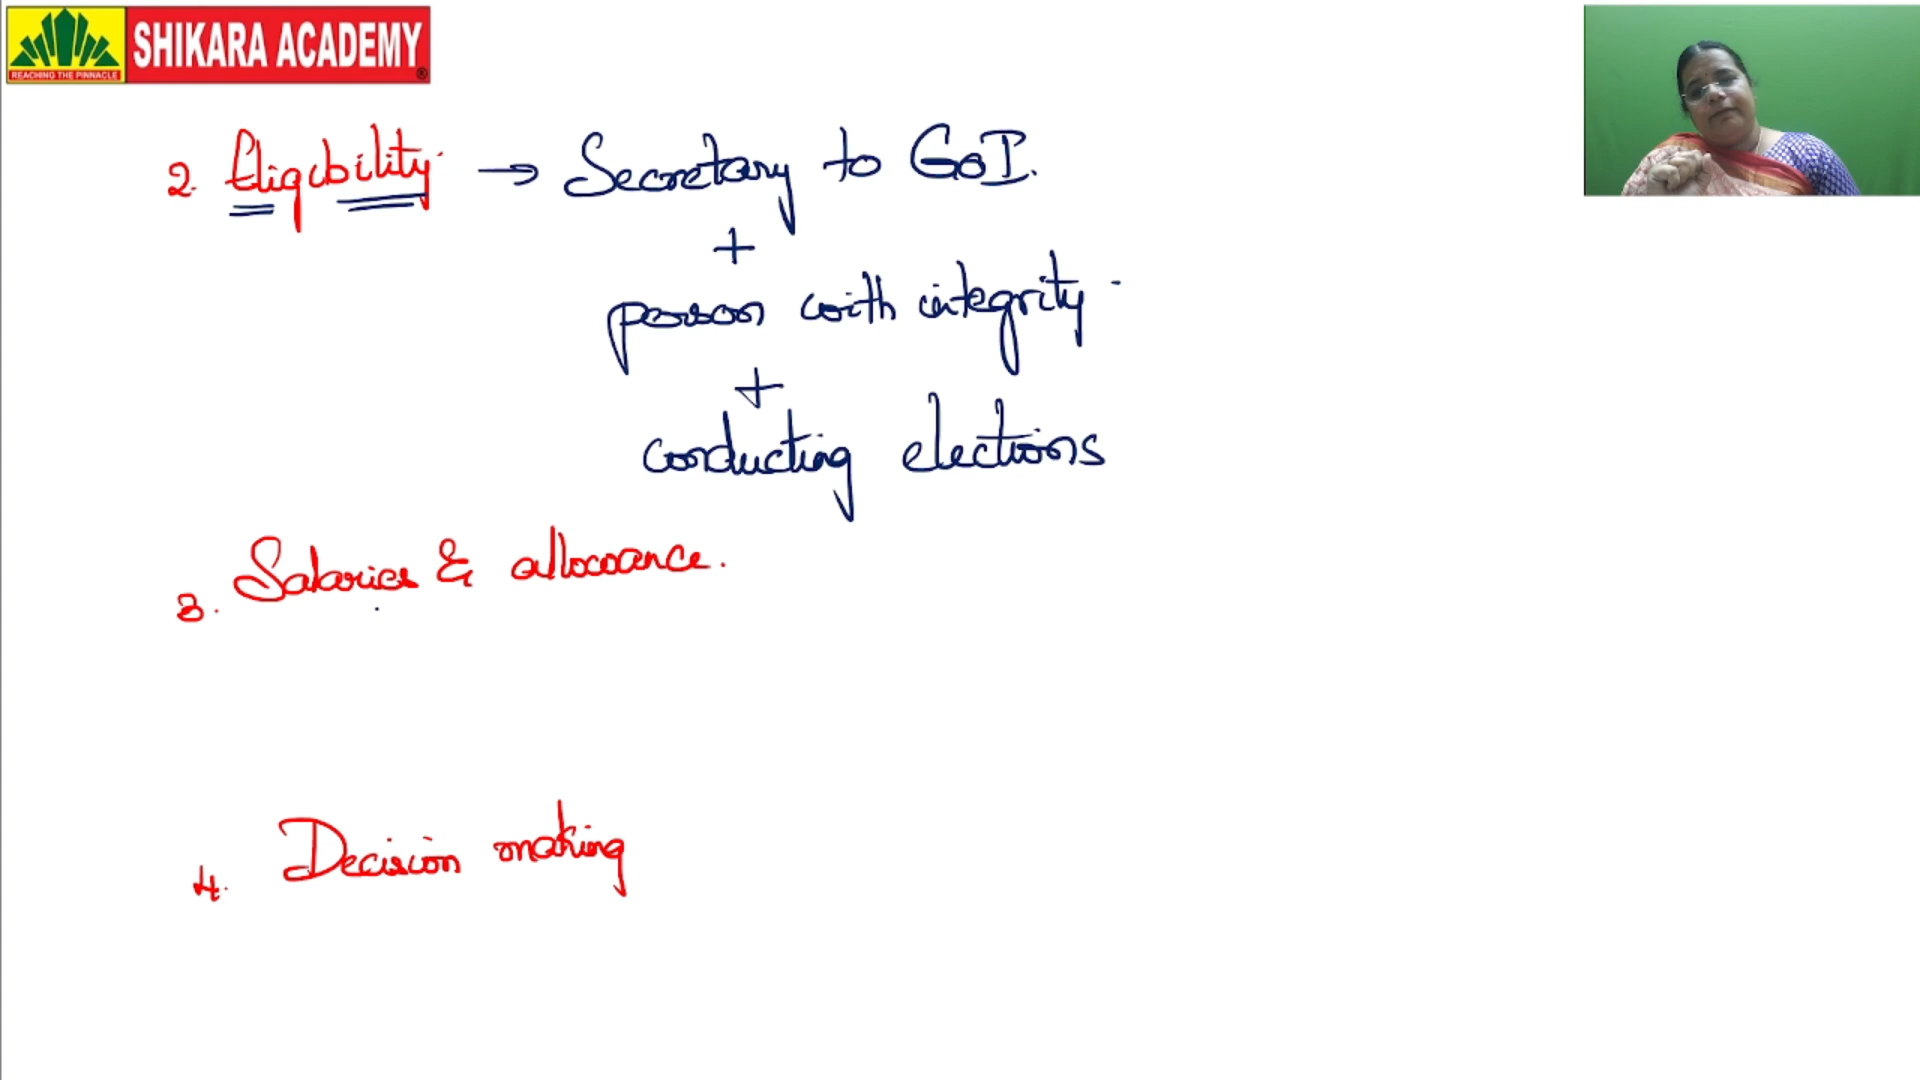 SHIKARA ACADEMY
REACHING THE PINNACLE
®
2. Eligibility → Secretary to GoI.
+
person with integrity.
+
conducting elections
3. Salaries & allowance.
4. Decision making